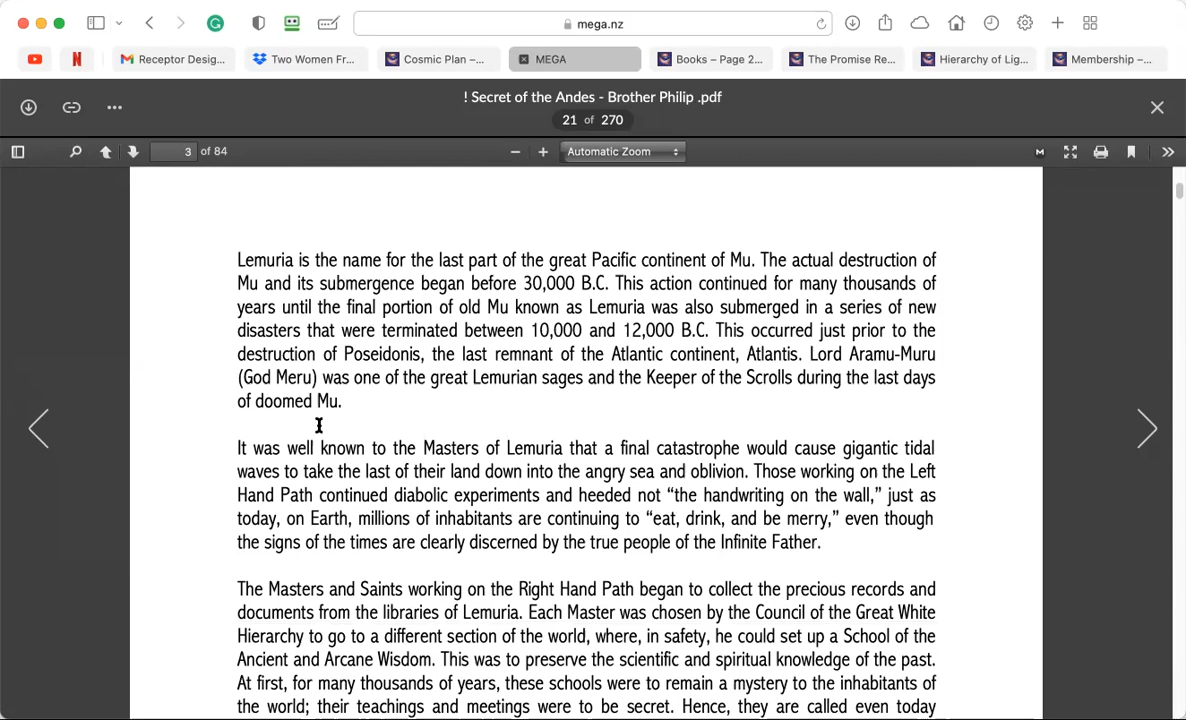 mega.nz
Receptor Desig...
Two Women Fr...
Cosmic Plan –...
MEGA
Books – Page 2...
The Promise Re...
Hierarchy of Lig...
Membership –...
! Secret of the Andes - Brother Philip .pdf
21 of 270
3 of 84
Automatic Zoom
Lemuria is the name for the last part of the great Pacific continent of Mu. The actual destruction of
Mu and its submergence began before 30,000 B.C. This action continued for many thousands of
years until the final portion of old Mu known as Lemuria was also submerged in a series of new
disasters that were terminated between 10,000 and 12,000 B.C. This occurred just prior to the
destruction of Poseidonis, the last remnant of the Atlantic continent, Atlantis. Lord Aramu-Muru
(God Meru) was one of the great Lemurian sages and the Keeper of the Scrolls during the last days
of doomed Mu.
It was well known to the Masters of Lemuria that a final catastrophe would cause gigantic tidal
waves to take the last of their land down into the angry sea and oblivion. Those working on the Left
Hand Path continued diabolic experiments and heeded not “the handwriting on the wall,” just as
today, on Earth, millions of inhabitants are continuing to “eat, drink, and be merry,” even though
the signs of the times are clearly discerned by the true people of the Infinite Father.
The Masters and Saints working on the Right Hand Path began to collect the precious records and
documents from the libraries of Lemuria. Each Master was chosen by the Council of the Great White
Hierarchy to go to a different section of the world, where, in safety, he could set up a School of the
Ancient and Arcane Wisdom. This was to preserve the scientific and spiritual knowledge of the past.
At first, for many thousands of years, these schools were to remain a mystery to the inhabitants of
the world; their teachings and meetings were to be secret. Hence, they are called even today